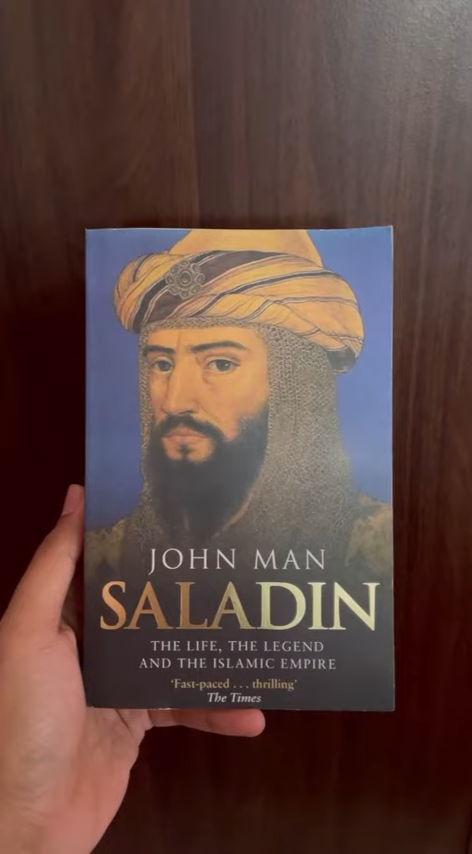 JOHN MAN
SALADIN
THE LIFE, THE LEGEND
AND THE ISLAMIC EMPIRE
'Fast-paced . . . thrilling'
The Times